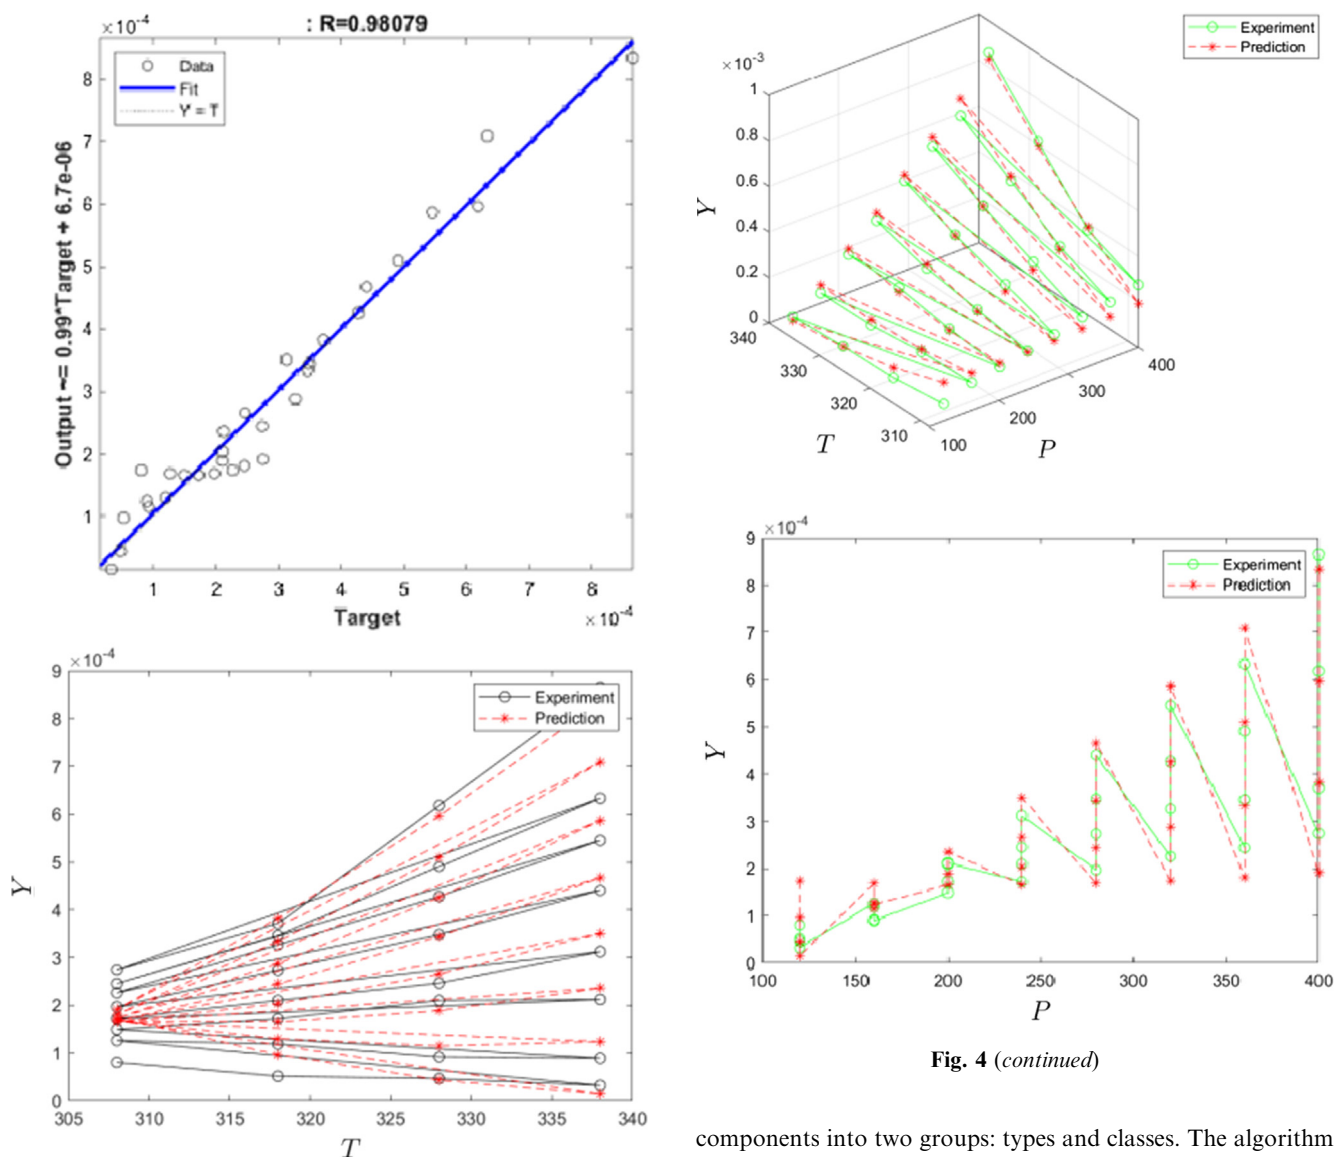 ×10⁻⁴
: R=0.98079
Data
Fit
Y = T
8
7
6
5
4
3
2
1
Output ~= 0.99*Target + 6.7e-06
1 2 3 4 5 6 7 8
Target
×10⁻⁴
×10⁻⁴
9
8
7
6
5
4
3
2
1
0
Y
Experiment
Prediction
305 310 315 320 325 330 335 340
T
Experiment
Prediction
×10⁻³
1
0.8
0.6
0.4
0.2
0
Y
340
330
320
310
T
100
200
300
400
P
×10⁻⁴
9
8
7
6
5
4
3
2
1
0
Y
Experiment
Prediction
100 150 200 250 300 350 400
P
Fig. 4 (continued)
components into two groups: types and classes. The algorithm